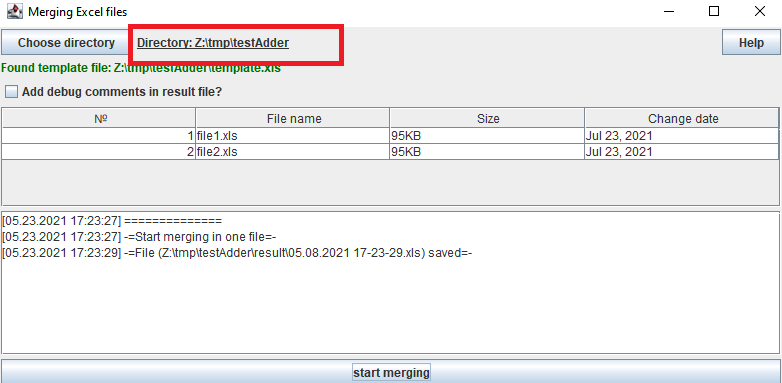 Merging Excel files
Choose directory Directory: Z:\tmp\testAdder Help
Found template file: Z:\tmp\testAdder\template.xls
Add debug comments in result file?
№ File name Size Change date
1 file1.xls 95KB Jul 23, 2021
2 file2.xls 95KB Jul 23, 2021
[05.23.2021 17:23:27] ==============
[05.23.2021 17:23:27] -=Start merging in one file=-
[05.23.2021 17:23:29] -=File (Z:\tmp\testAdder\result\05.08.2021 17-23-29.xls) saved=-
start merging